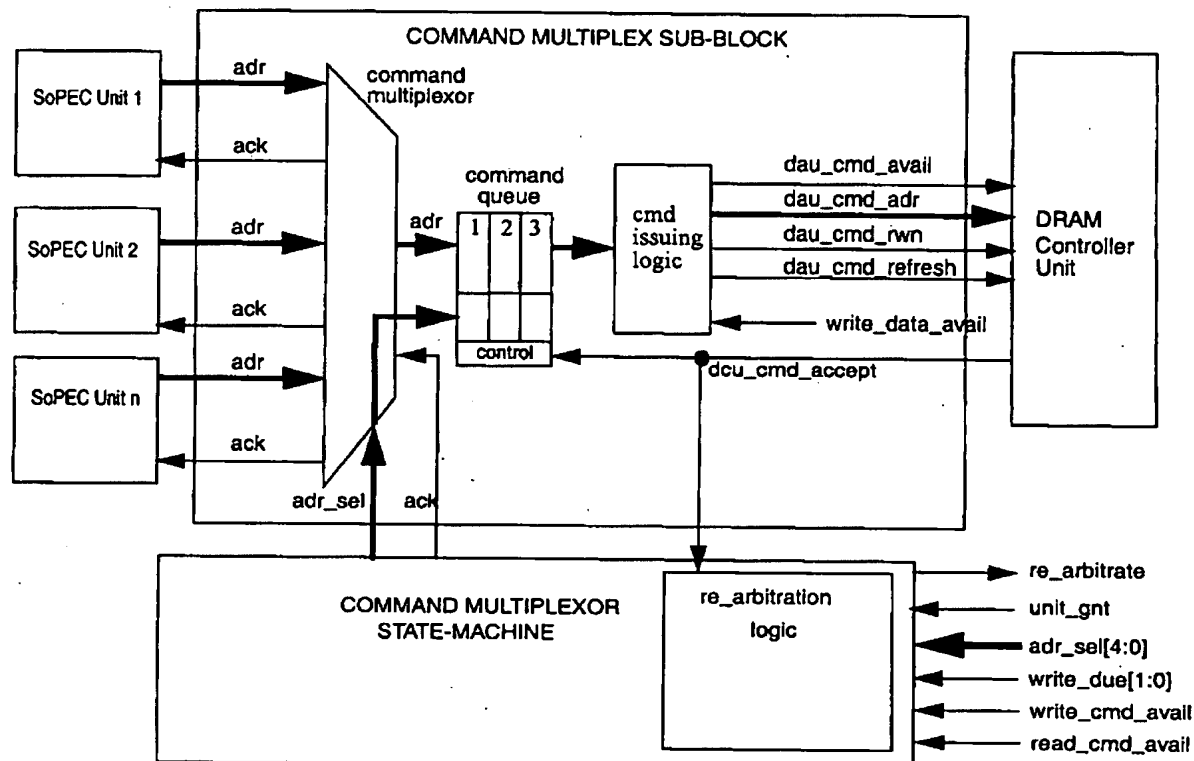 COMMAND MULTIPLEX SUB-BLOCK
SoPEC Unit 1
adr
command
multiplexor
ack
dau_cmd_avail
command
queue
dau_cmd_adr
SoPEC Unit 2
adr
adr
1 2 3
cmd
issuing
logic
dau_cmd_rwn
DRAM
Controller
Unit
dau_cmd_refresh
ack
write_data_avail
control
dcu_cmd_accept
SoPEC Unit n
adr
ack
adr_sel
ack
COMMAND MULTIPLEXOR
STATE-MACHINE
re_arbitration
logic
re_arbitrate
unit_gnt
adr_sel[4:0]
write_due[1:0]
write_cmd_avail
read_cmd_avail